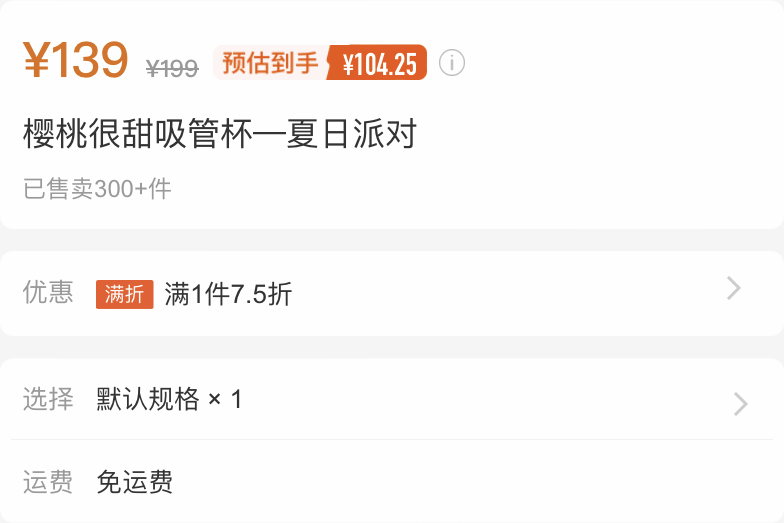 ¥139 ¥199 预估到手 ¥104.25
樱桃很甜吸管杯—夏日派对
已售卖300+件
优惠 满折 满1件7.5折
选择 默认规格 × 1
运费 免运费